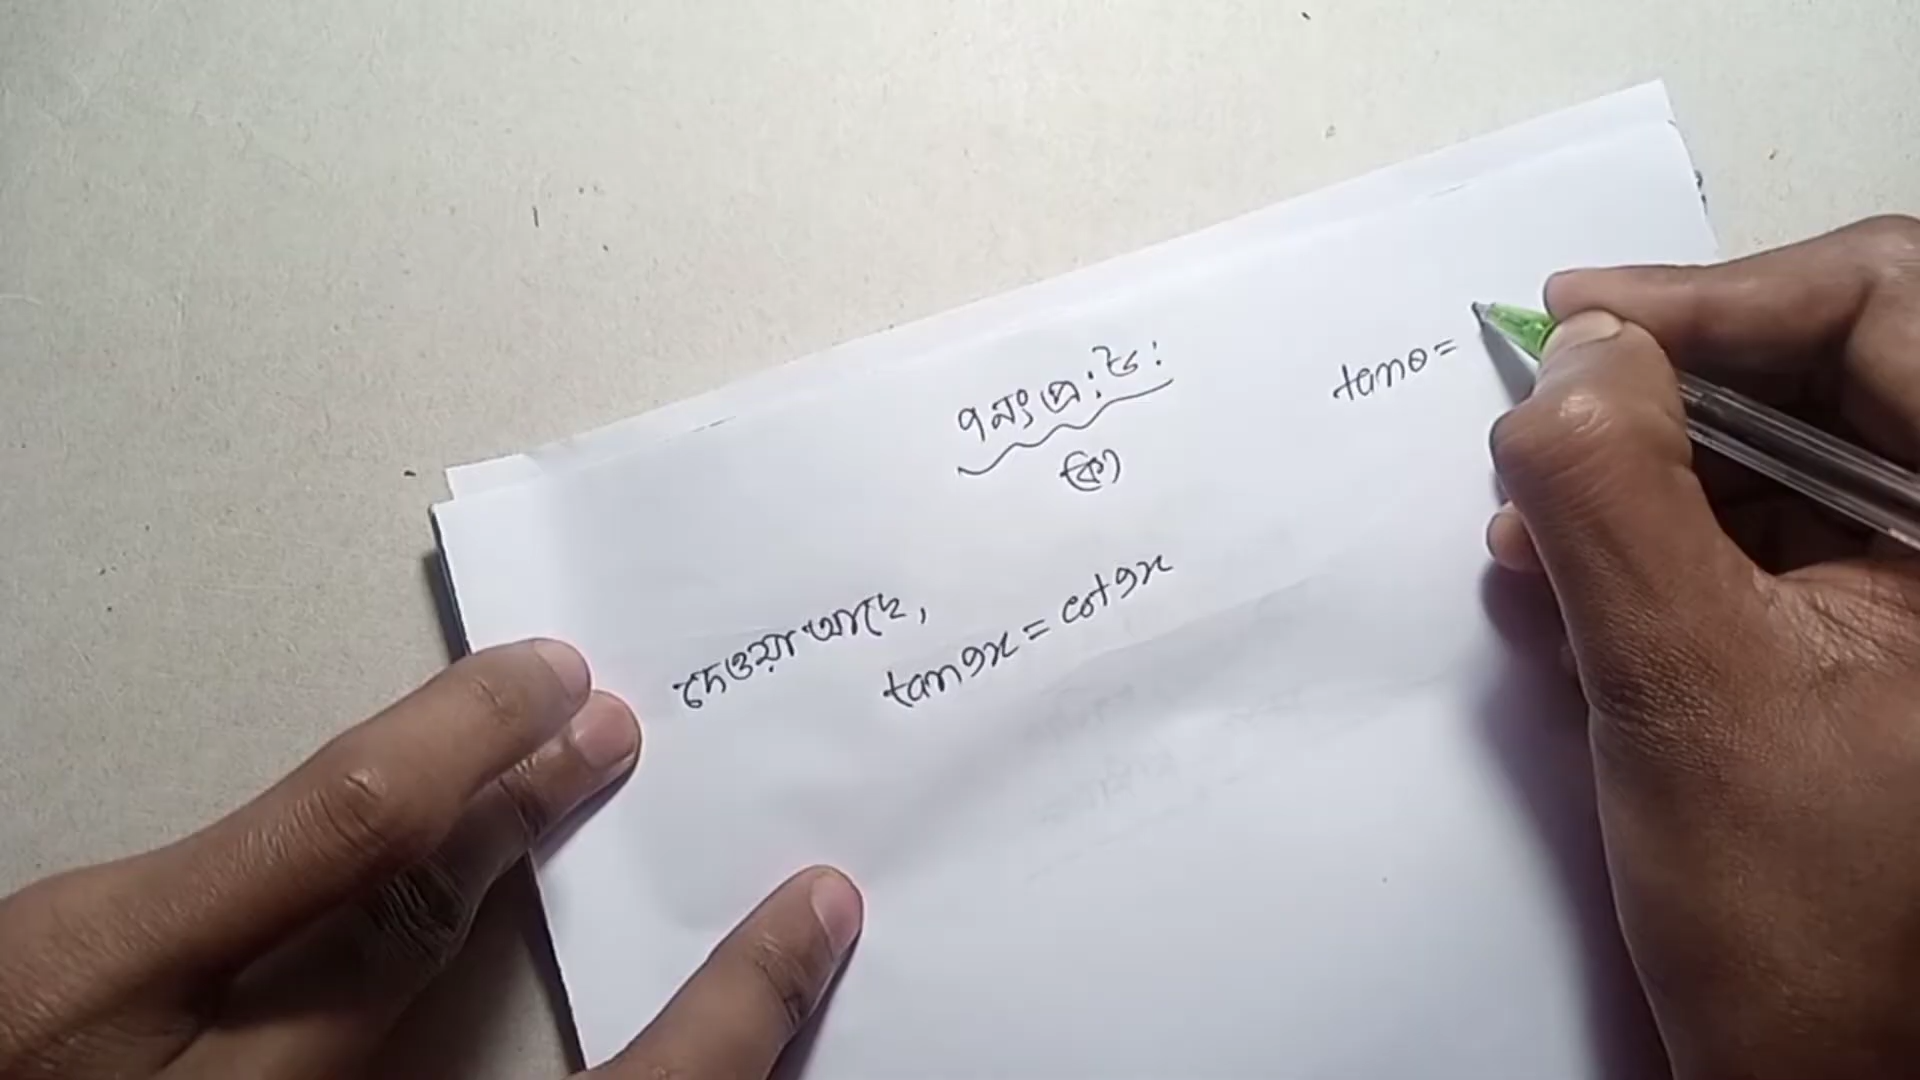 ৭নং প্র: উ:
(ক)
tanθ =
দেওয়া আছে,
tan9x = cot9x